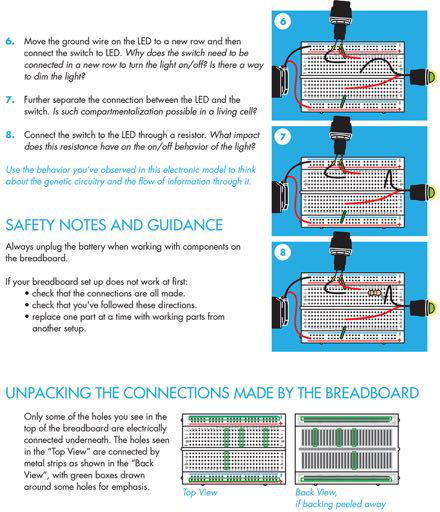 6. Move the ground wire on the LED to a new row and then
connect the switch to LED. Why does the switch need to be
connected in a new row to turn the light on/off? Is there a way
to dim the light?
7. Further separate the connection between the LED and the
switch. Is such compartmentalization possible in a living cell?
8. Connect the switch to the LED through a resistor. What impact
does this resistance have on the on/off behavior of the light?
Use the behavior you've observed in this electronic model to think
about the genetic circuitry and the flow of information through it.
6
7
8
SAFETY NOTES AND GUIDANCE
Always unplug the battery when working with components on
the breadboard.
If your breadboard set up does not work at first:
• check that the connections are all made.
• check that you've followed these directions.
• replace one part at a time with working parts from
another setup.
UNPACKING THE CONNECTIONS MADE BY THE BREADBOARD
Only some of the holes you see in the
top of the breadboard are electrically
connected underneath. The holes seen
in the "Top View" are connected by
metal strips as shown in the "Back
View", with green boxes drawn
around some holes for emphasis.
Top View
Back View,
if backing peeled away